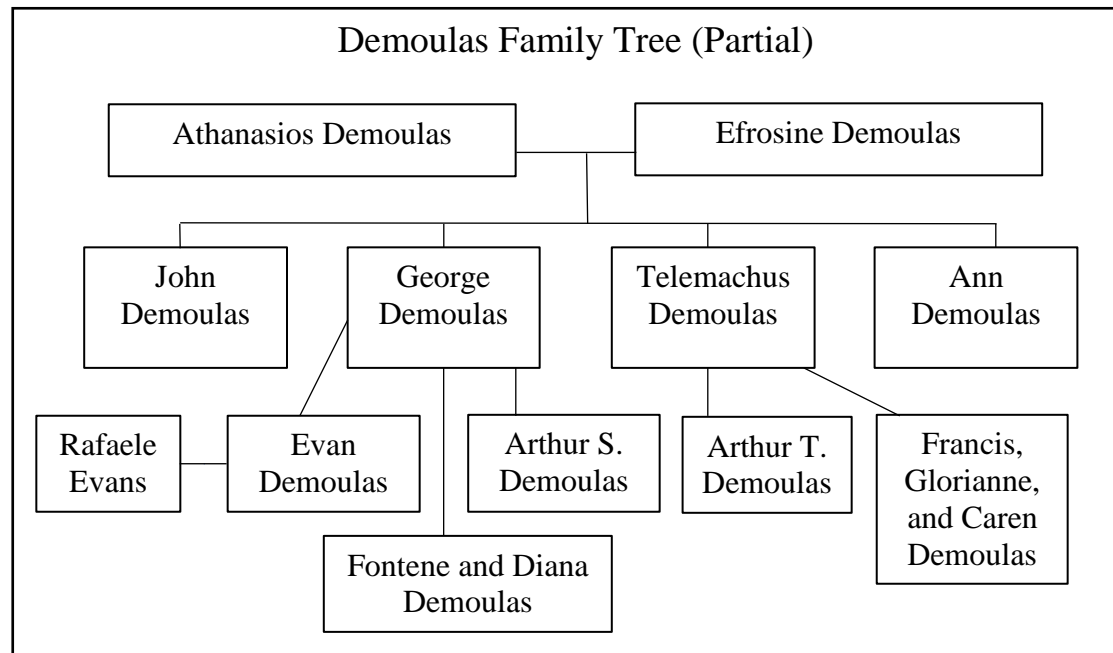 Demoulas Family Tree (Partial)
Athanasios Demoulas
Efrosine Demoulas
John
Demoulas
George
Demoulas
Telemachus
Demoulas
Ann
Demoulas
Rafaele
Evans
Evan
Demoulas
Arthur S.
Demoulas
Arthur T.
Demoulas
Francis,
Glorianne,
and Caren
Demoulas
Fontene and Diana
Demoulas